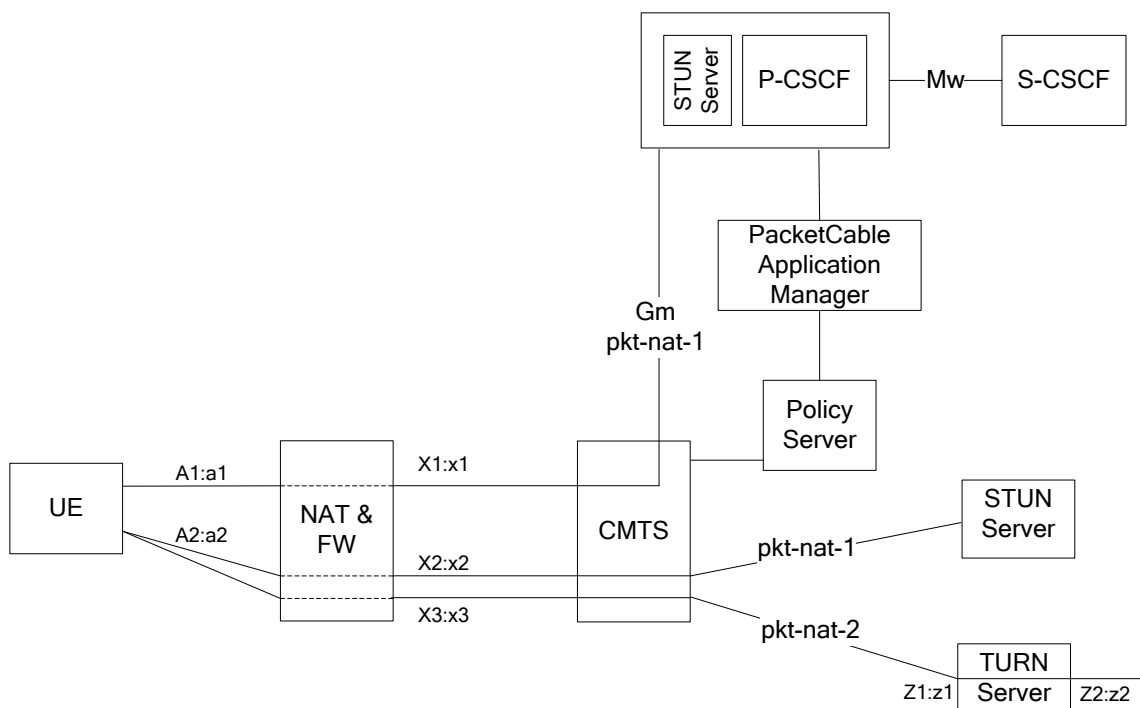 STUN
Server
P-CSCF
Mw
S-CSCF
PacketCable
Application
Manager
Gm
pkt-nat-1
Policy
Server
UE
A1:a1
A2:a2
NAT &
FW
X1:x1
X2:x2
X3:x3
CMTS
pkt-nat-1
STUN
Server
pkt-nat-2
Z1:z1
TURN
Server
Z2:z2